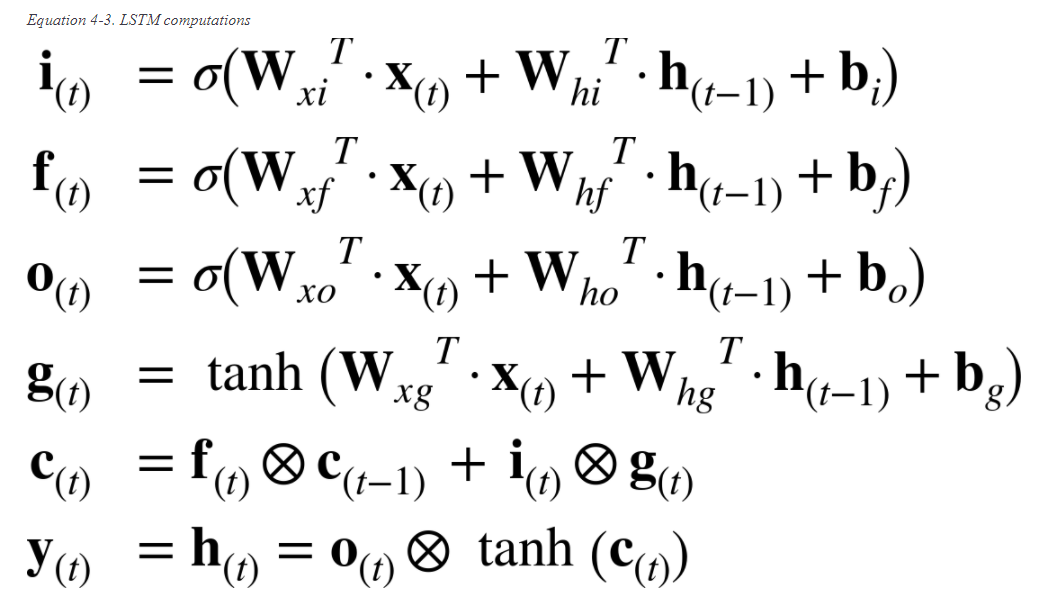 Equation 4-3. LSTM computations
i(t) = σ(Wxi^T · x(t) + Whi^T · h(t−1) + bi)
f(t) = σ(Wxf^T · x(t) + Whf^T · h(t−1) + bf)
o(t) = σ(Wxo^T · x(t) + Who^T · h(t−1) + bo)
g(t) = tanh (Wxg^T · x(t) + Whg^T · h(t−1) + bg)
c(t) = f(t) ⊗ c(t−1) + i(t) ⊗ g(t)
y(t) = h(t) = o(t) ⊗ tanh (c(t))